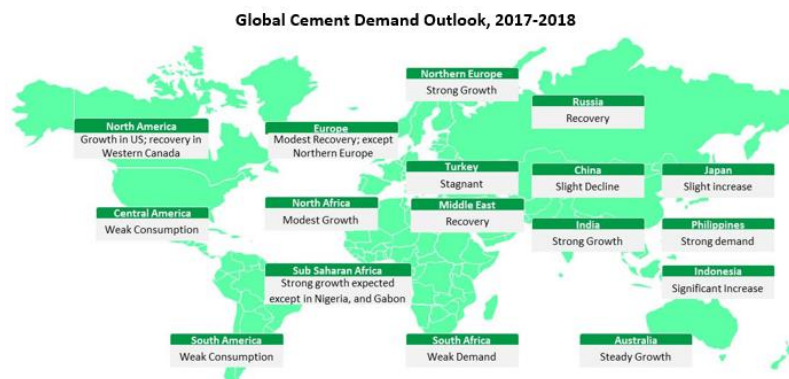 Global Cement Demand Outlook, 2017-2018
Northern Europe
Strong Growth
Russia
Recovery
North America
Growth in US; recovery in
Western Canada
Europe
Modest Recovery; except
Northern Europe
Turkey
Stagnant
China
Slight Decline
Japan
Slight increase
Central America
Weak Consumption
North Africa
Modest Growth
Middle East
Recovery
India
Strong Growth
Philippines
Strong demand
Sub Saharan Africa
Strong growth expected
except in Nigeria, and Gabon
Indonesia
Significant Increase
South America
Weak Consumption
South Africa
Weak Demand
Australia
Steady Growth